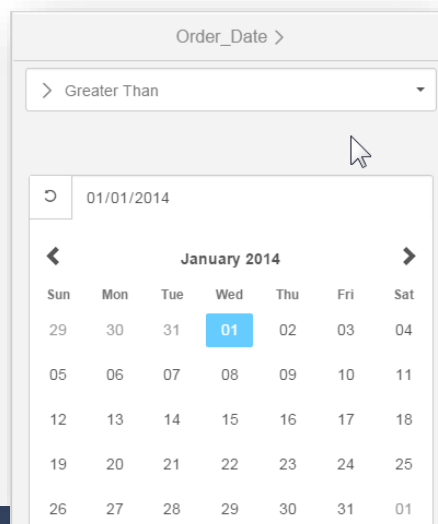 Order_Date >
> Greater Than
01/01/2014
January 2014
Sun Mon Tue Wed Thu Fri Sat
29 30 31 01 02 03 04
05 06 07 08 09 10 11
12 13 14 15 16 17 18
19 20 21 22 23 24 25
26 27 28 29 30 31 01